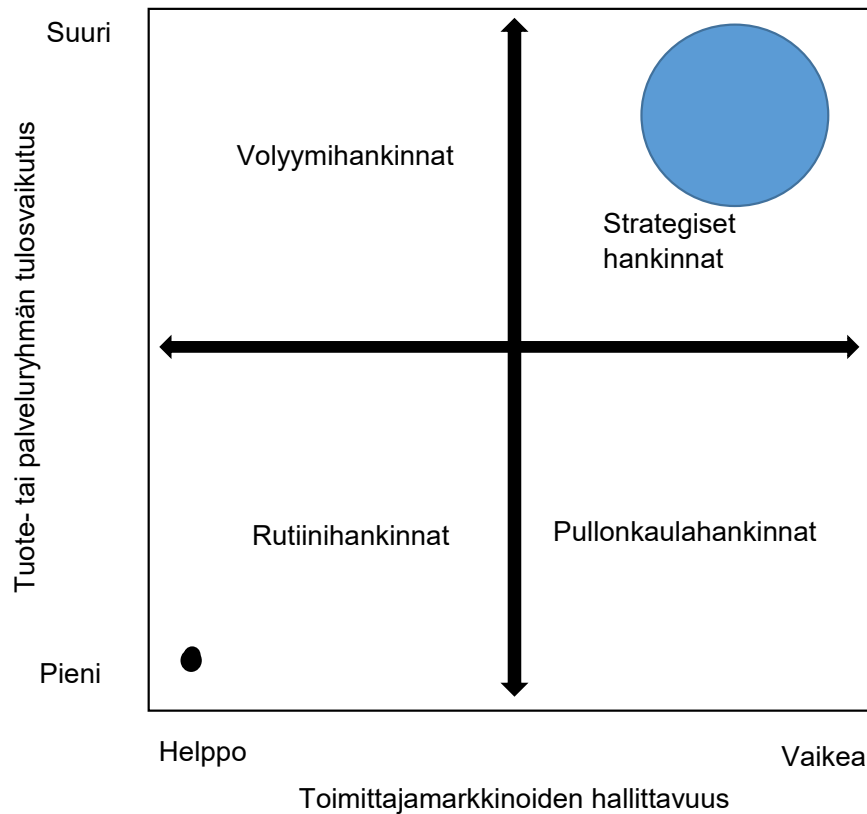 Suuri
Tuote- tai palveluryhmän tulosvaikutus
Volyymihankinnat
Strategiset
hankinnat
Rutiinihankinnat
Pullonkaulahankinnat
Pieni
Helppo
Vaikea
Toimittajamarkkinoiden hallittavuus